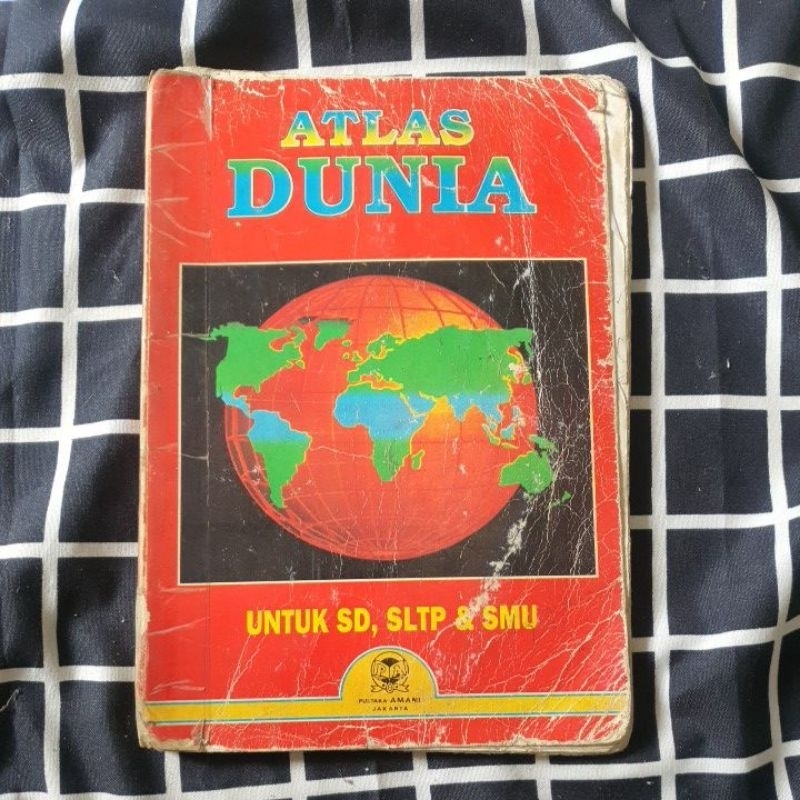 ATLAS
DUNIA
UNTUK SD, SLTP & SMU
PUSTAKA AMANI
JAKARTA